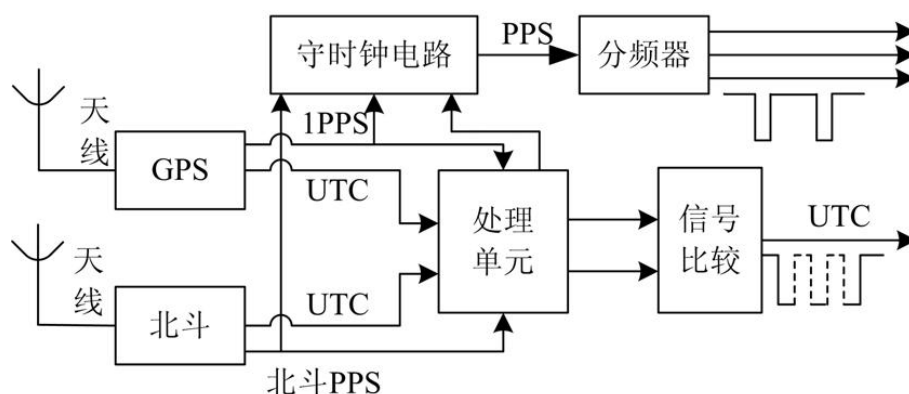 守时钟电路
PPS
分频器
天
线
1PPS
GPS
UTC
处理
单元
信号
比较
UTC
天
线
UTC
北斗
北斗PPS